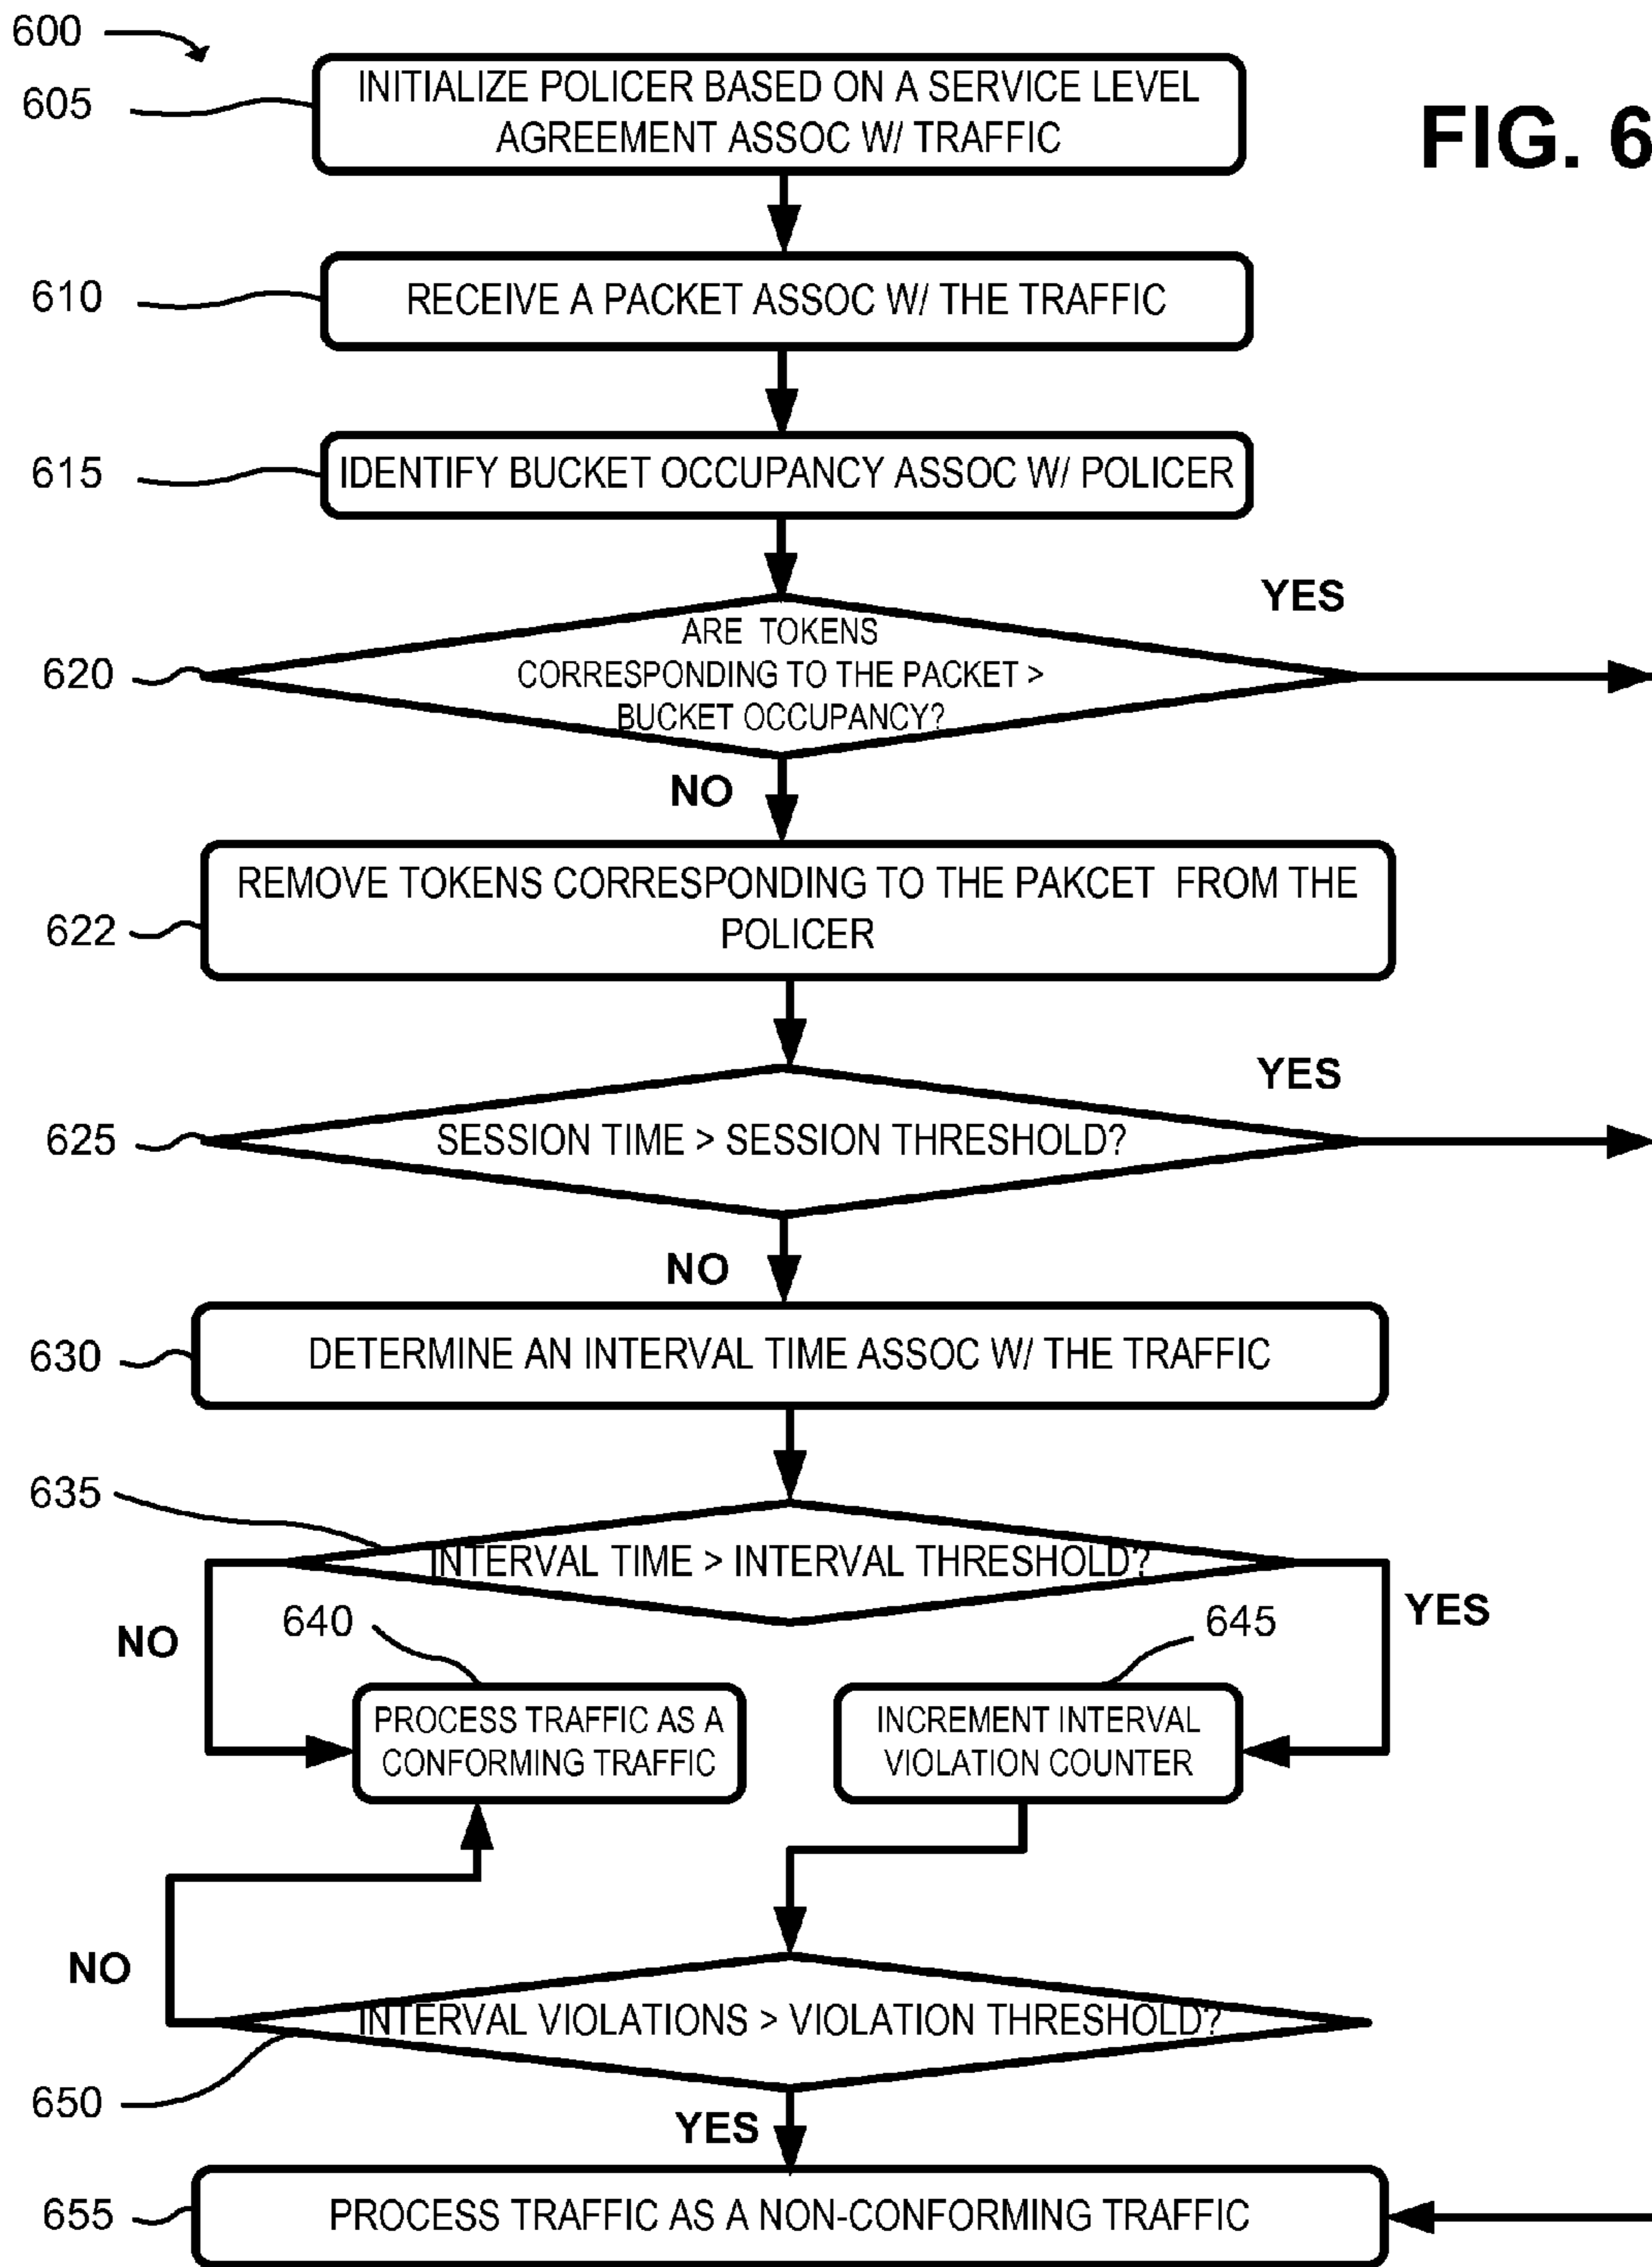 600
605
INITIALIZE POLICER BASED ON A SERVICE LEVEL
AGREEMENT ASSOC W/ TRAFFIC
FIG. 6
610
RECEIVE A PACKET ASSOC W/ THE TRAFFIC
615
IDENTIFY BUCKET OCCUPANCY ASSOC W/ POLICER
YES
620
ARE TOKENS
CORRESPONDING TO THE PACKET >
BUCKET OCCUPANCY?
NO
622
REMOVE TOKENS CORRESPONDING TO THE PAKCET FROM THE
POLICER
YES
625
SESSION TIME > SESSION THRESHOLD?
NO
630
DETERMINE AN INTERVAL TIME ASSOC W/ THE TRAFFIC
635
INTERVAL TIME > INTERVAL THRESHOLD?
NO
640
645
YES
PROCESS TRAFFIC AS A
CONFORMING TRAFFIC
INCREMENT INTERVAL
VIOLATION COUNTER
NO
INTERVAL VIOLATIONS > VIOLATION THRESHOLD?
650
YES
655
PROCESS TRAFFIC AS A NON-CONFORMING TRAFFIC